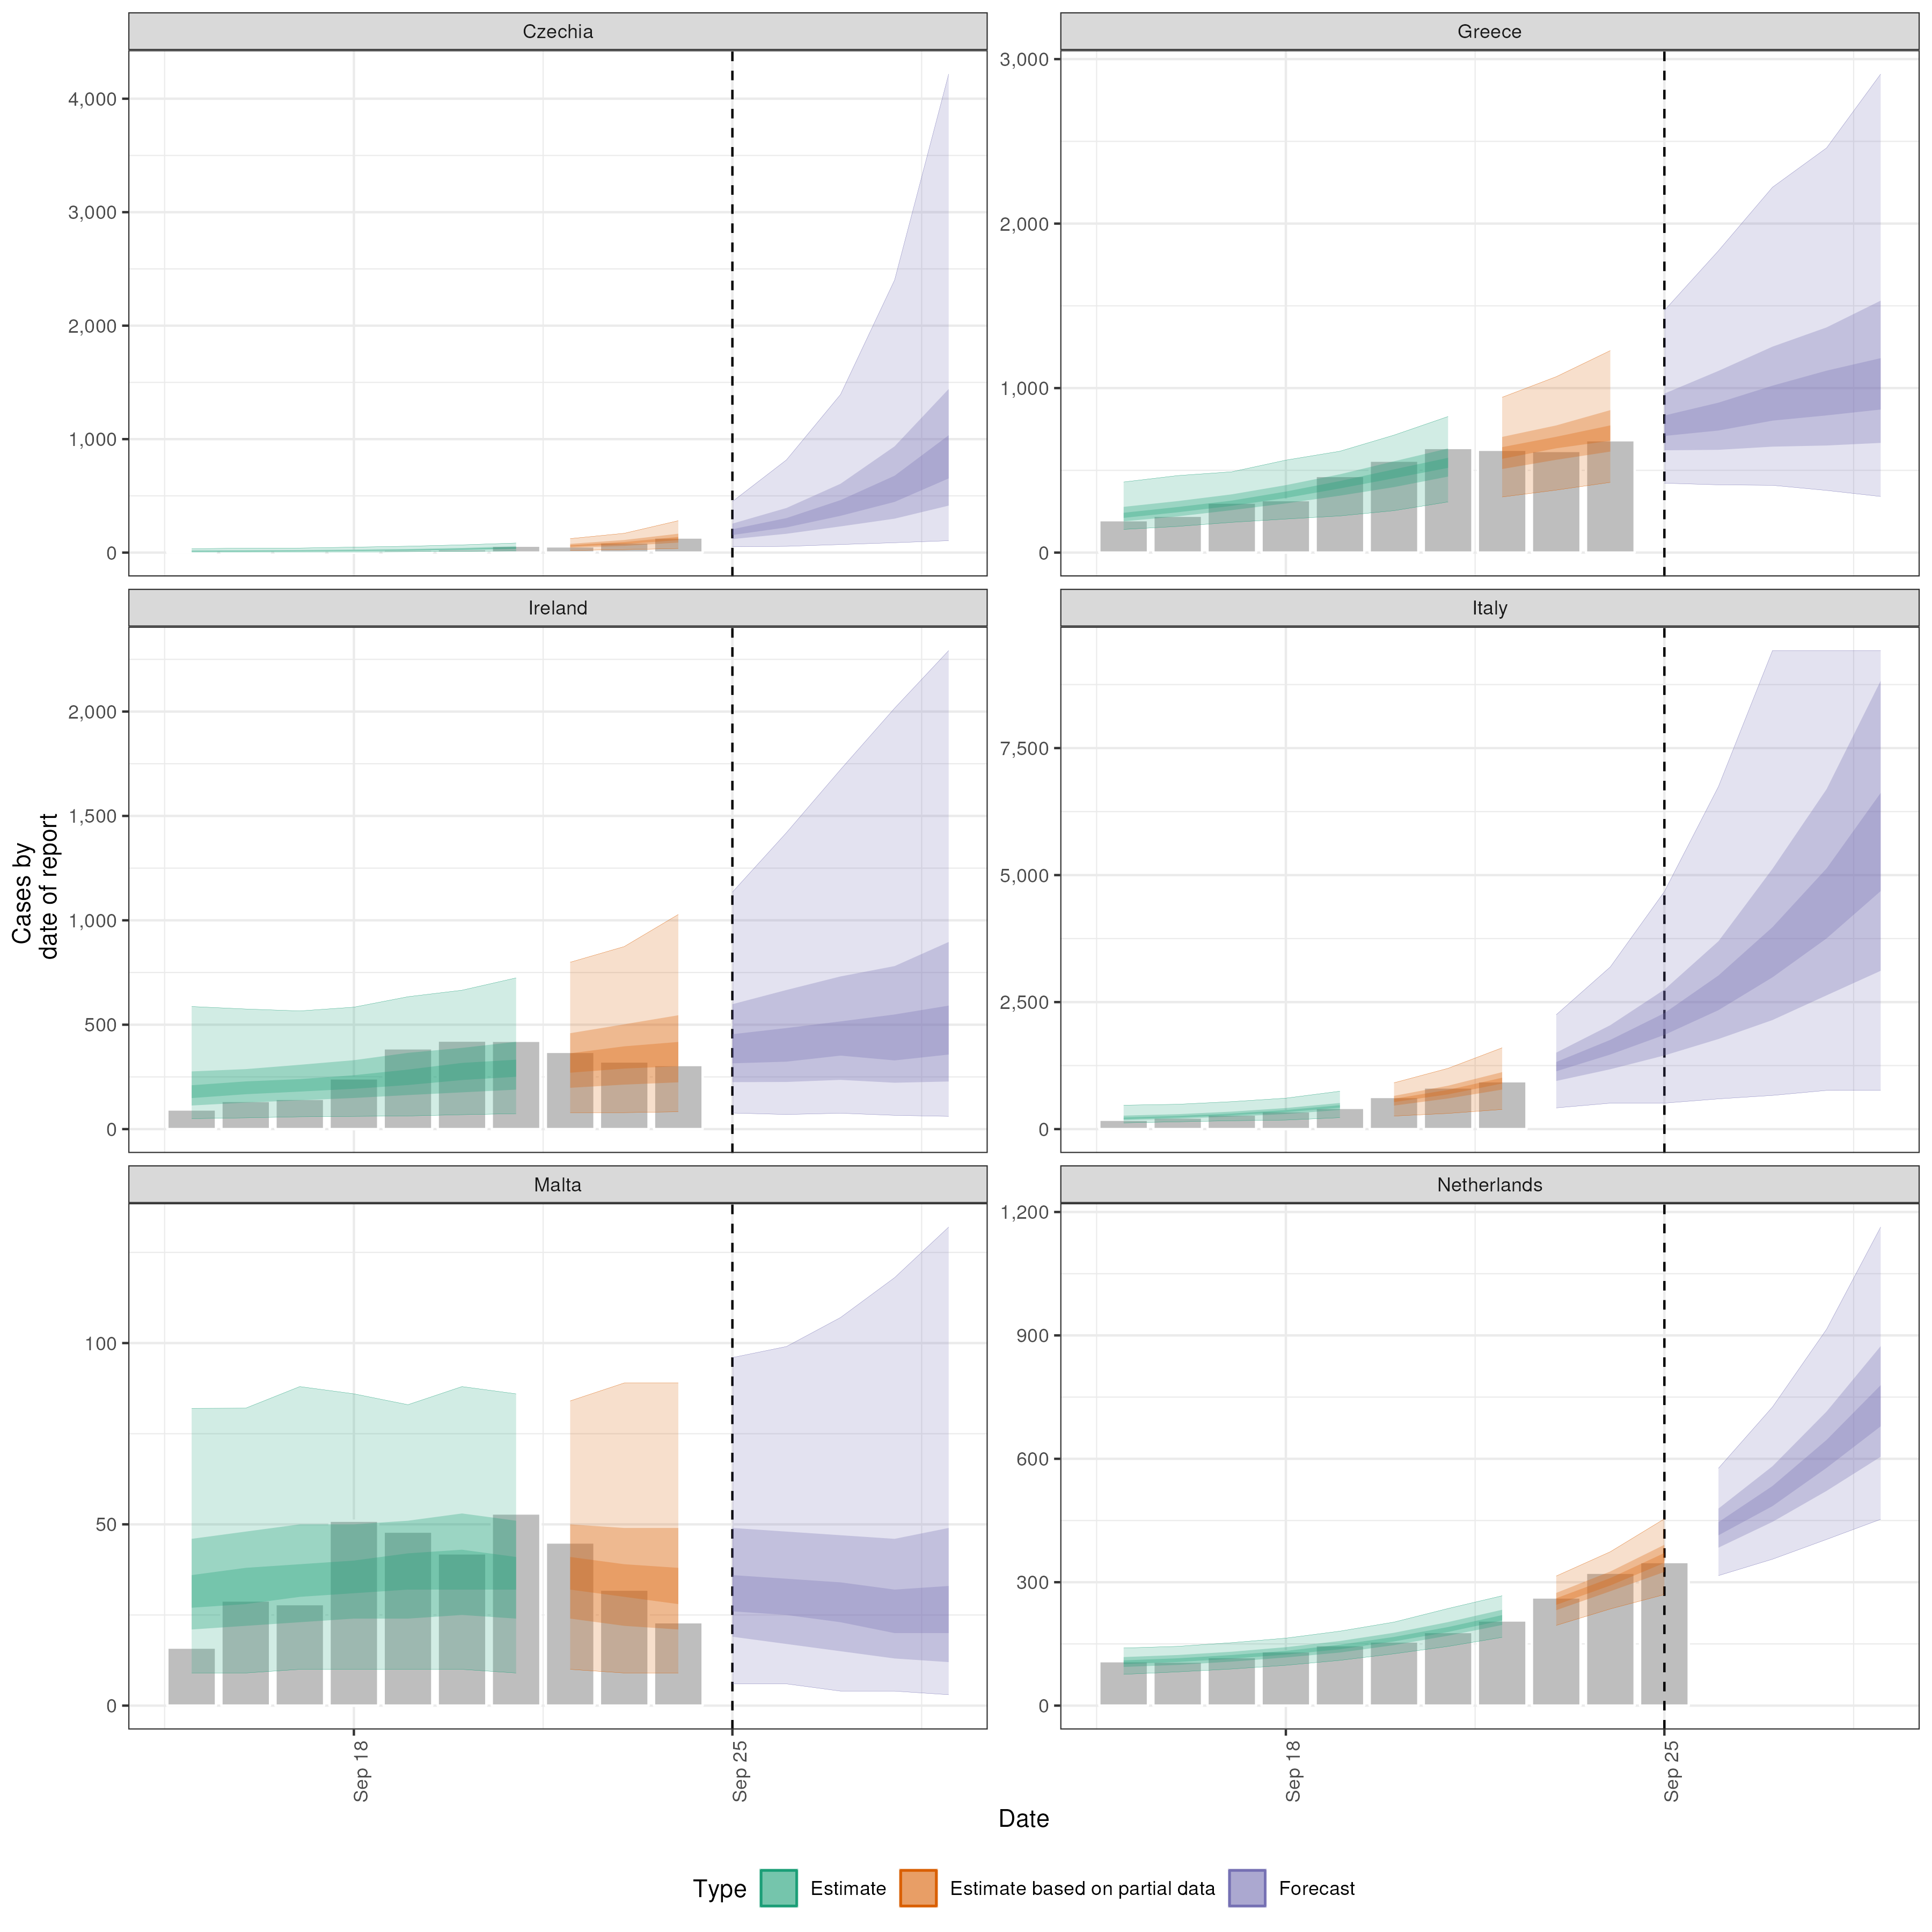 Czechia
Greece
4,000
3,000
2,000
1,000
0
3,000
2,000
1,000
0
Ireland
Italy
2,000
1,500
1,000
500
0
7,500
5,000
2,500
0
Cases by
date of report
Malta
Netherlands
100
50
0
1,200
900
600
300
0
Sep 18
Sep 25
Sep 18
Sep 25
Date
Type
Estimate
Estimate based on partial data
Forecast